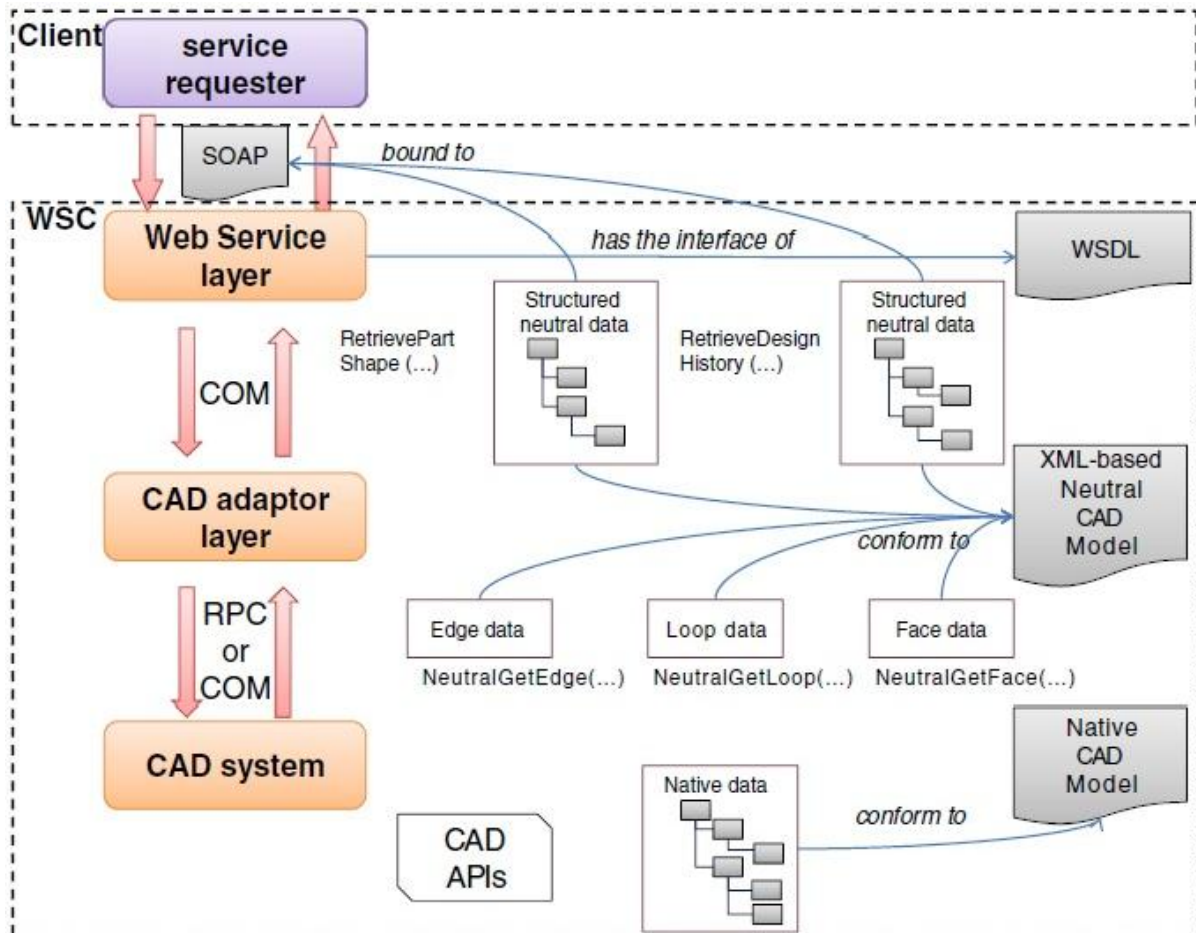 Client
service
requester
SOAP
bound to
WSC
Web Service
layer
has the interface of
WSDL
Structured
neutral data
Structured
neutral data
RetrievePart
Shape (…)
RetrieveDesign
History (…)
COM
XML-based
Neutral
CAD
Model
CAD adaptor
layer
conform to
RPC
or
COM
Edge data
Loop data
Face data
NeutralGetEdge(…)
NeutralGetLoop(…)
NeutralGetFace(…)
CAD system
Native
CAD
Model
Native data
conform to
CAD
APIs